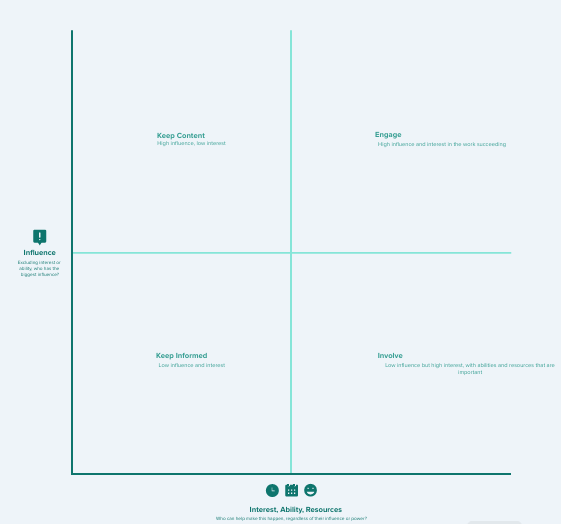 Keep Content
High influence, low interest
Engage
High influence and interest in the work succeeding
Influence
Excluding interest or
ability, who has the
biggest influence?
Keep Informed
Low influence and interest
Involve
Low influence but high interest, with abilities and resources that are
important
Interest, Ability, Resources
Who can help make this happen, regardless of their influence or power?